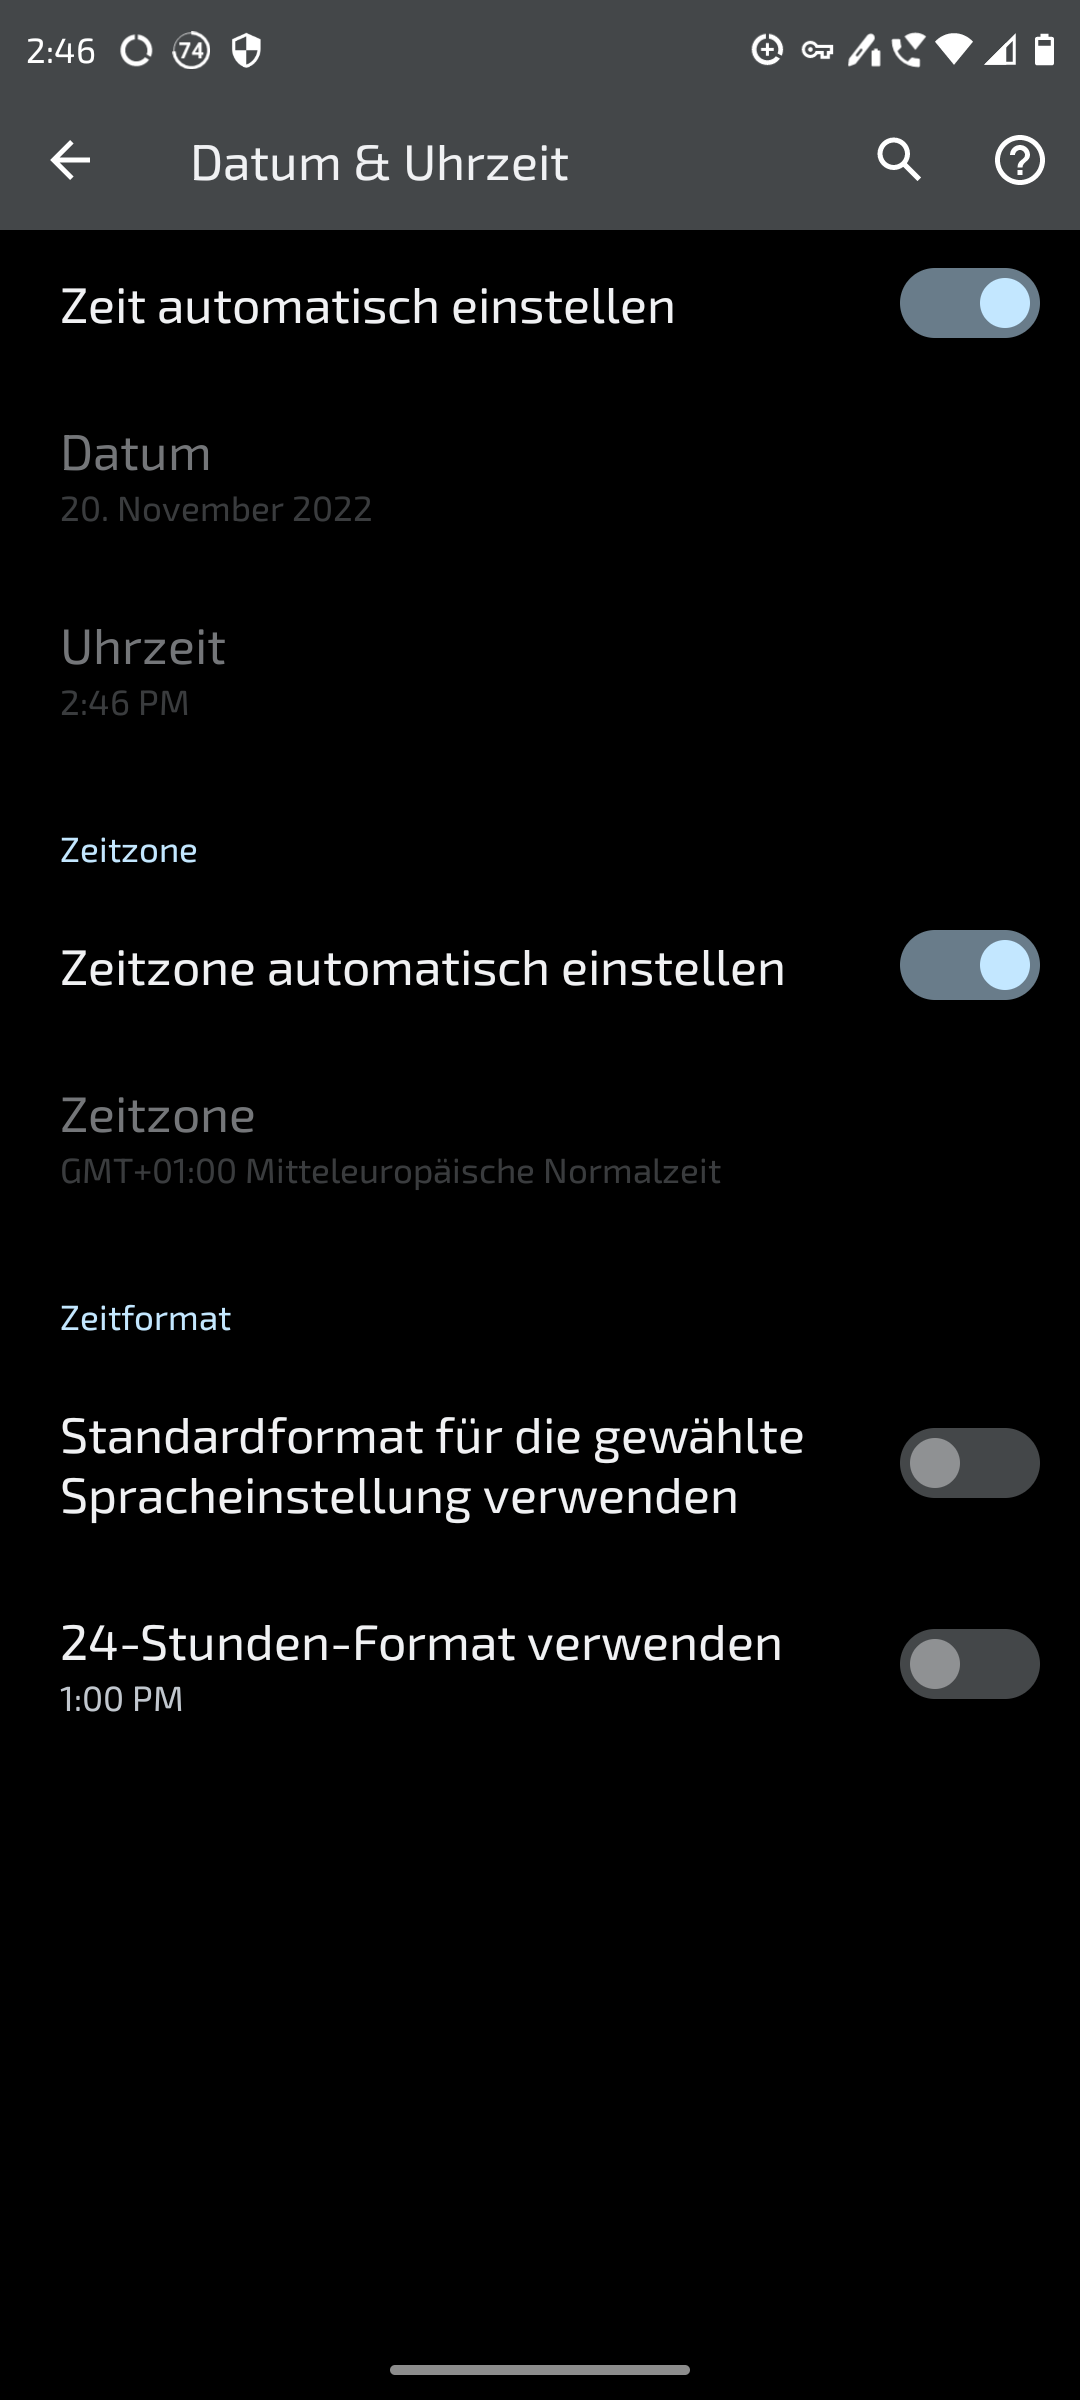 2:46 74
Datum & Uhrzeit
Zeit automatisch einstellen
Datum
20. November 2022
Uhrzeit
2:46 PM
Zeitzone
Zeitzone automatisch einstellen
Zeitzone
GMT+01:00 Mitteleuropäische Normalzeit
Zeitformat
Standardformat für die gewählte
Spracheinstellung verwenden
24-Stunden-Format verwenden
1:00 PM